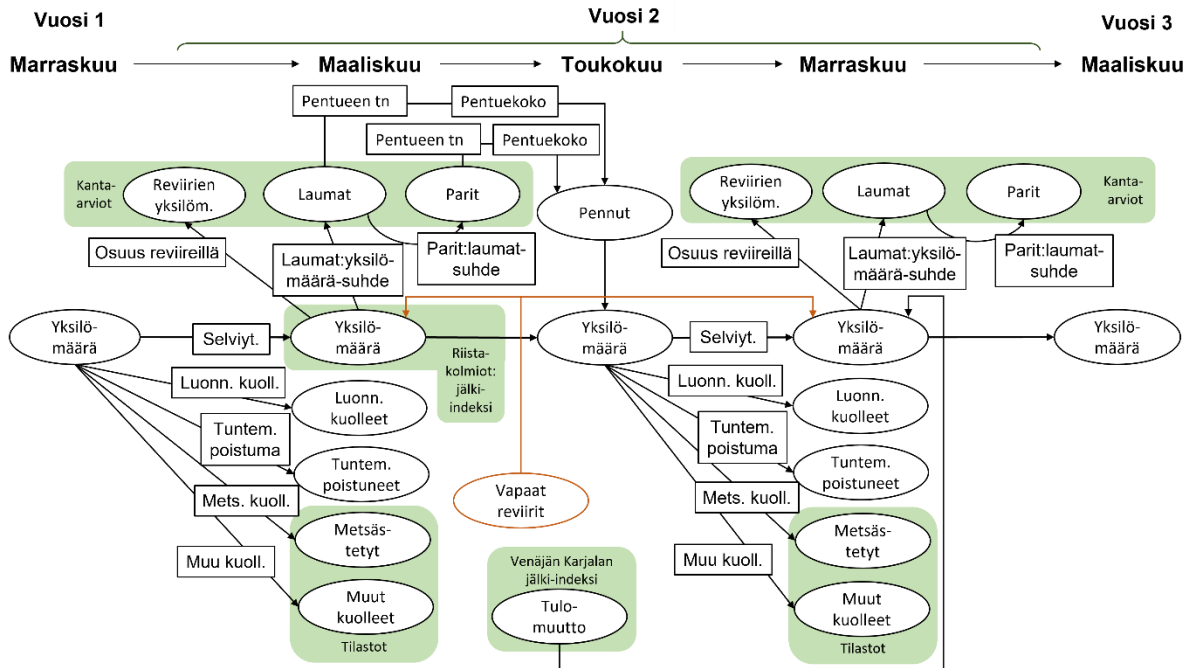 Vuosi 1
Vuosi 2
Vuosi 3
Marraskuu
Maaliskuu
Toukokuu
Marraskuu
Maaliskuu
Pentueen tn
Pentuekoko
Pentueen tn
Pentuekoko
Kanta-
arviot
Reviirien
yksilöm.
Laumat
Parit
Pennut
Reviirien
yksilöm.
Laumat
Parit
Kanta-
arviot
Osuus reviireillä
Laumat:yksilö-
määrä-suhde
Parit:laumat-
suhde
Osuus reviireillä
Laumat:yksilö-
määrä-suhde
Parit:laumat-
suhde
Yksilö-
määrä
Selviyt.
Yksilö-
määrä
Riista-
kolmiot:
jälki-
indeksi
Yksilö-
määrä
Selviyt.
Yksilö-
määrä
Yksilö-
määrä
Luonn. kuoll.
Luonn.
kuolleet
Tuntem.
poistuma
Tuntem.
poistuneet
Mets. kuoll.
Metsäs-
tetyt
Muu kuoll.
Muut
kuolleet
Tilastot
Vapaat
reviirit
Venäjän Karjalan
jälki-indeksi
Tulo-
muutto
Luonn. kuoll.
Luonn.
kuolleet
Tuntem.
poistuma
Tuntem.
poistuneet
Mets. kuoll.
Metsäs-
tetyt
Muu kuoll.
Muut
kuolleet
Tilastot